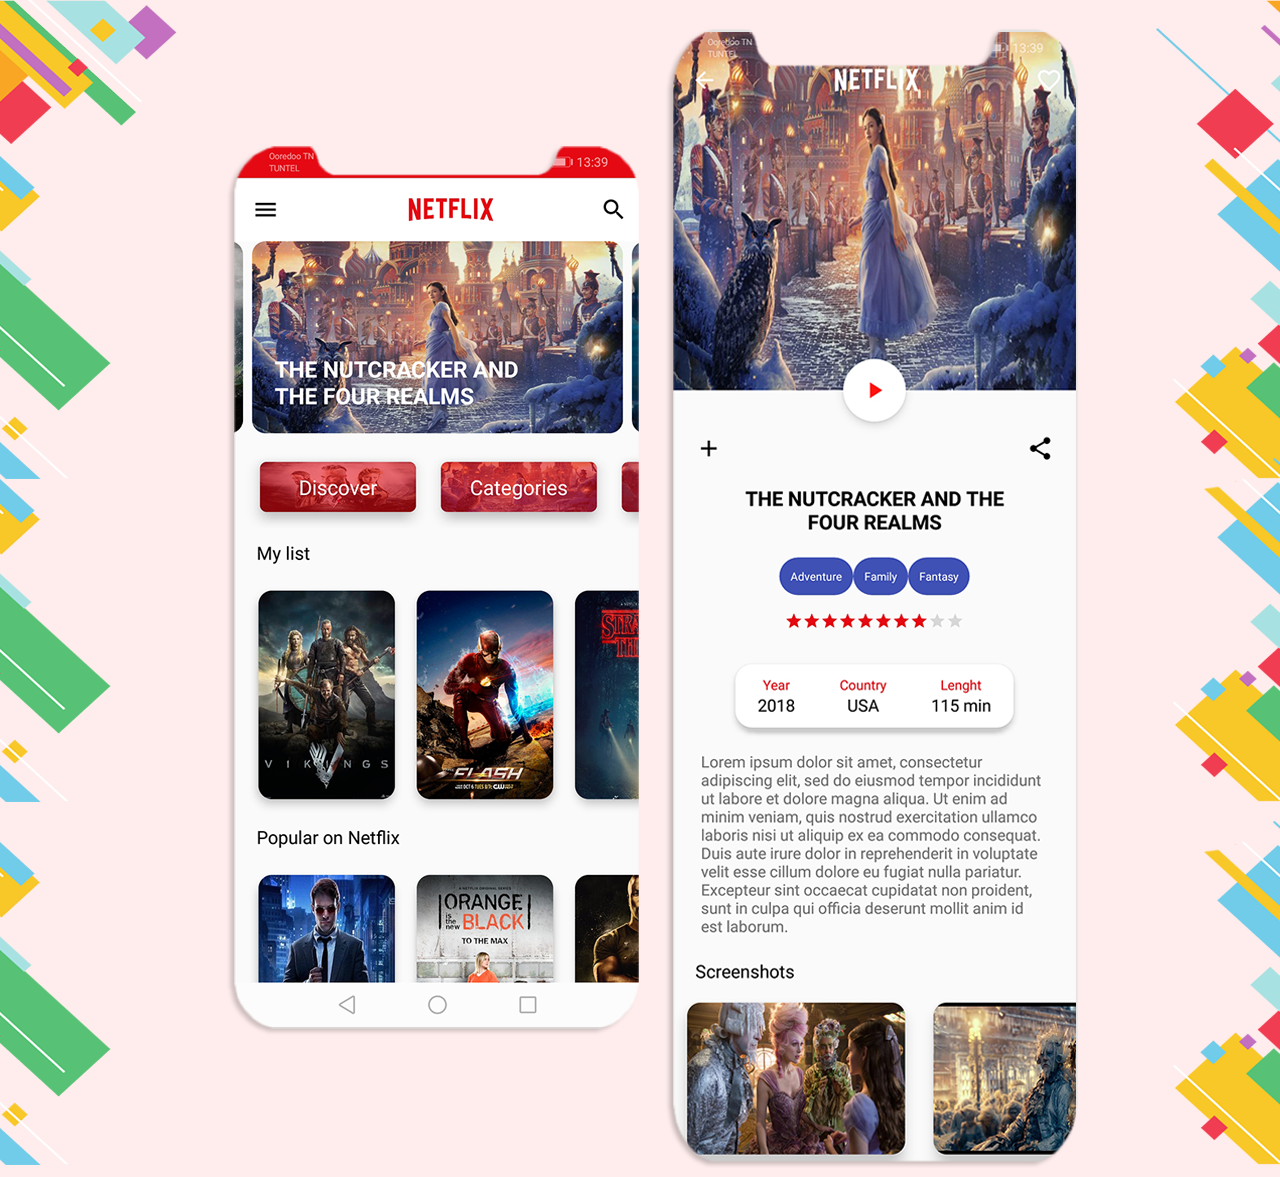 Ooredoo TN
TUNTEL
13:39
NETFLIX
THE NUTCRACKER AND
THE FOUR REALMS
Discover
Categories
My list
VIKINGS
FLASH
STRA
TH
Popular on Netflix
ORANGE
is the new BLACK
TO THE MAX
Ooredoo TN
TUNTEL
13:39
NETFLIX
THE NUTCRACKER AND THE
FOUR REALMS
Adventure Family Fantasy
Year Country Lenght
2018 USA 115 min
Lorem ipsum dolor sit amet, consectetur
adipiscing elit, sed do eiusmod tempor incididunt
ut labore et dolore magna aliqua. Ut enim ad
minim veniam, quis nostrud exercitation ullamco
laboris nisi ut aliquip ex ea commodo consequat.
Duis aute irure dolor in reprehenderit in voluptate
velit esse cillum dolore eu fugiat nulla pariatur.
Excepteur sint occaecat cupidatat non proident,
sunt in culpa qui officia deserunt mollit anim id
est laborum.
Screenshots